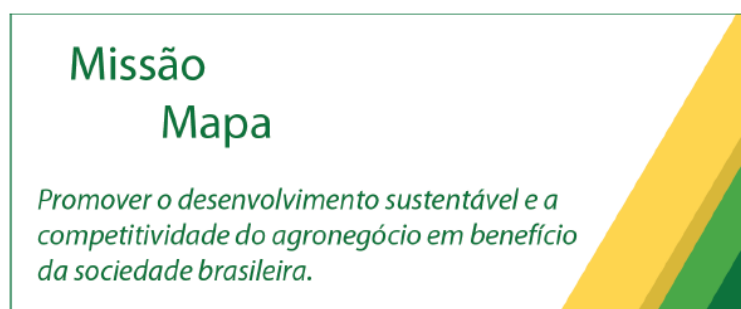 Missão
Mapa
Promover o desenvolvimento sustentável e a
competitividade do agronegócio em benefício
da sociedade brasileira.